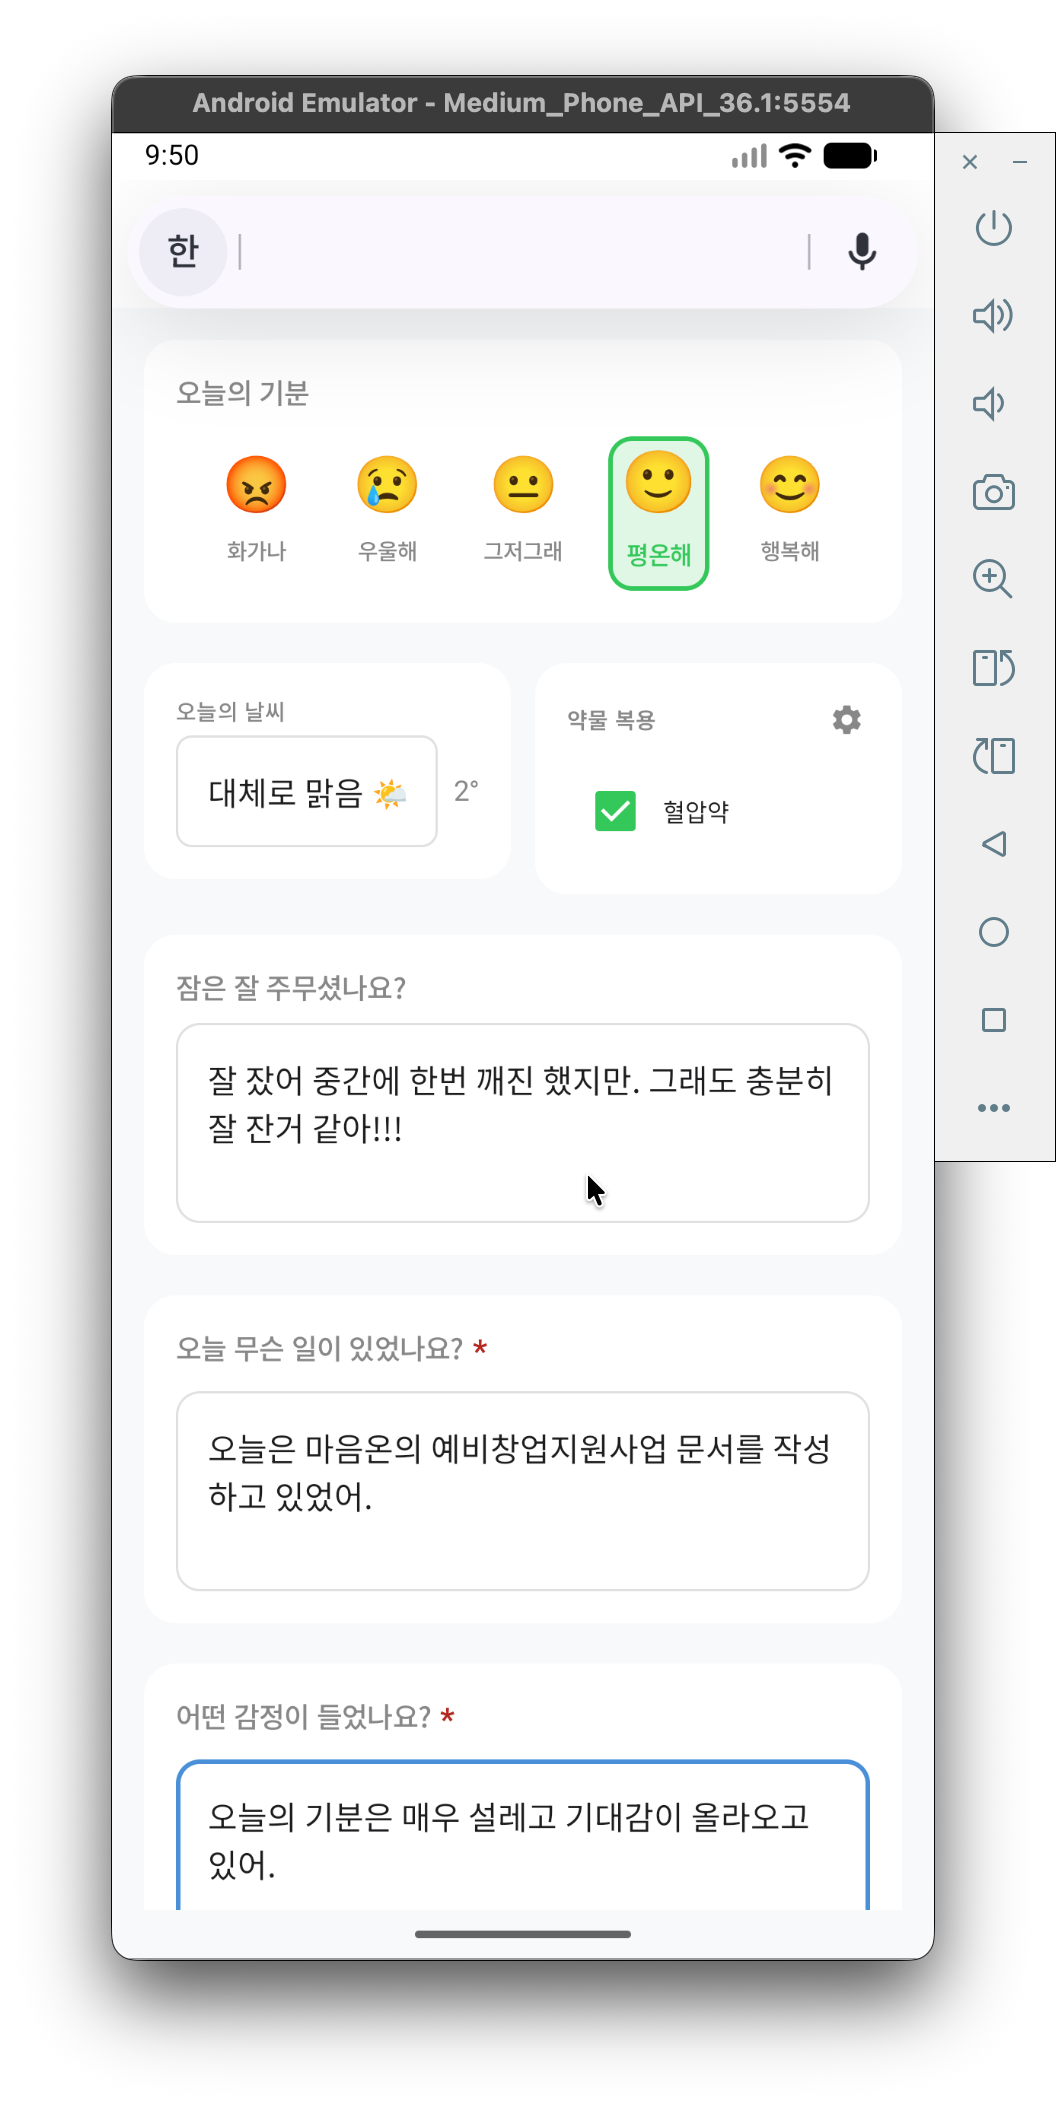 Android Emulator - Medium_Phone_API_36.1:5554
9:50
한
오늘의 기분
화가나 우울해 그저그래 평온해 행복해
오늘의 날씨
대체로 맑음 🌤️ 2°
약물 복용
혈압약
잠은 잘 주무셨나요?
잘 잤어 중간에 한번 깨진 했지만. 그래도 충분히
잘 잔거 같아!!!
오늘 무슨 일이 있었나요? *
오늘은 마음온의 예비창업지원사업 문서를 작성
하고 있었어.
어떤 감정이 들었나요? *
오늘의 기분은 매우 설레고 기대감이 올라오고
있어.